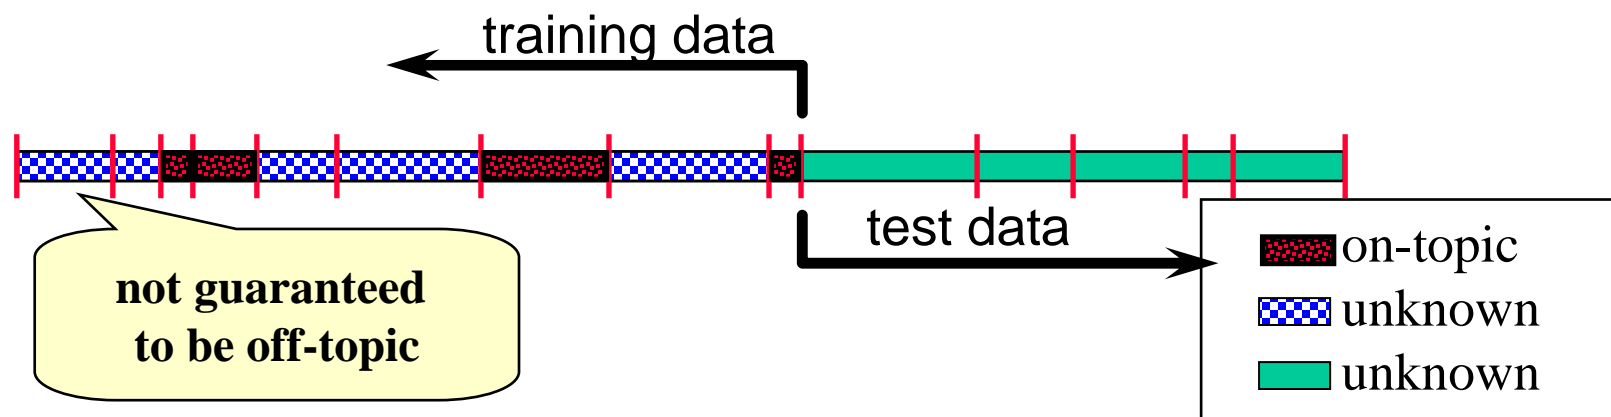 training data
test data
not guaranteed
to be off-topic
on-topic
unknown
unknown